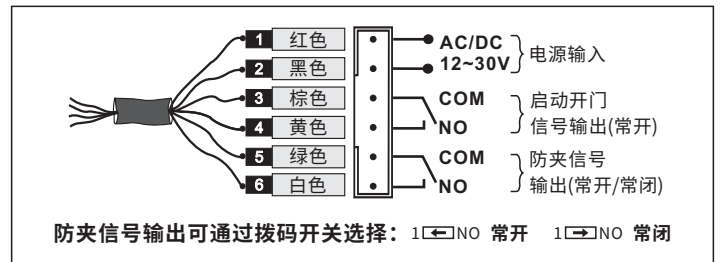 1 红色 AC/DC 电源输入
2 黑色 12~30V
3 棕色 COM 启动开门
4 黄色 NO 信号输出(常开)
5 绿色 COM 防夹信号
6 白色 NO 输出(常开/常闭)
防夹信号输出可通过拨码开关选择：1 NO 常开 1 NO 常闭